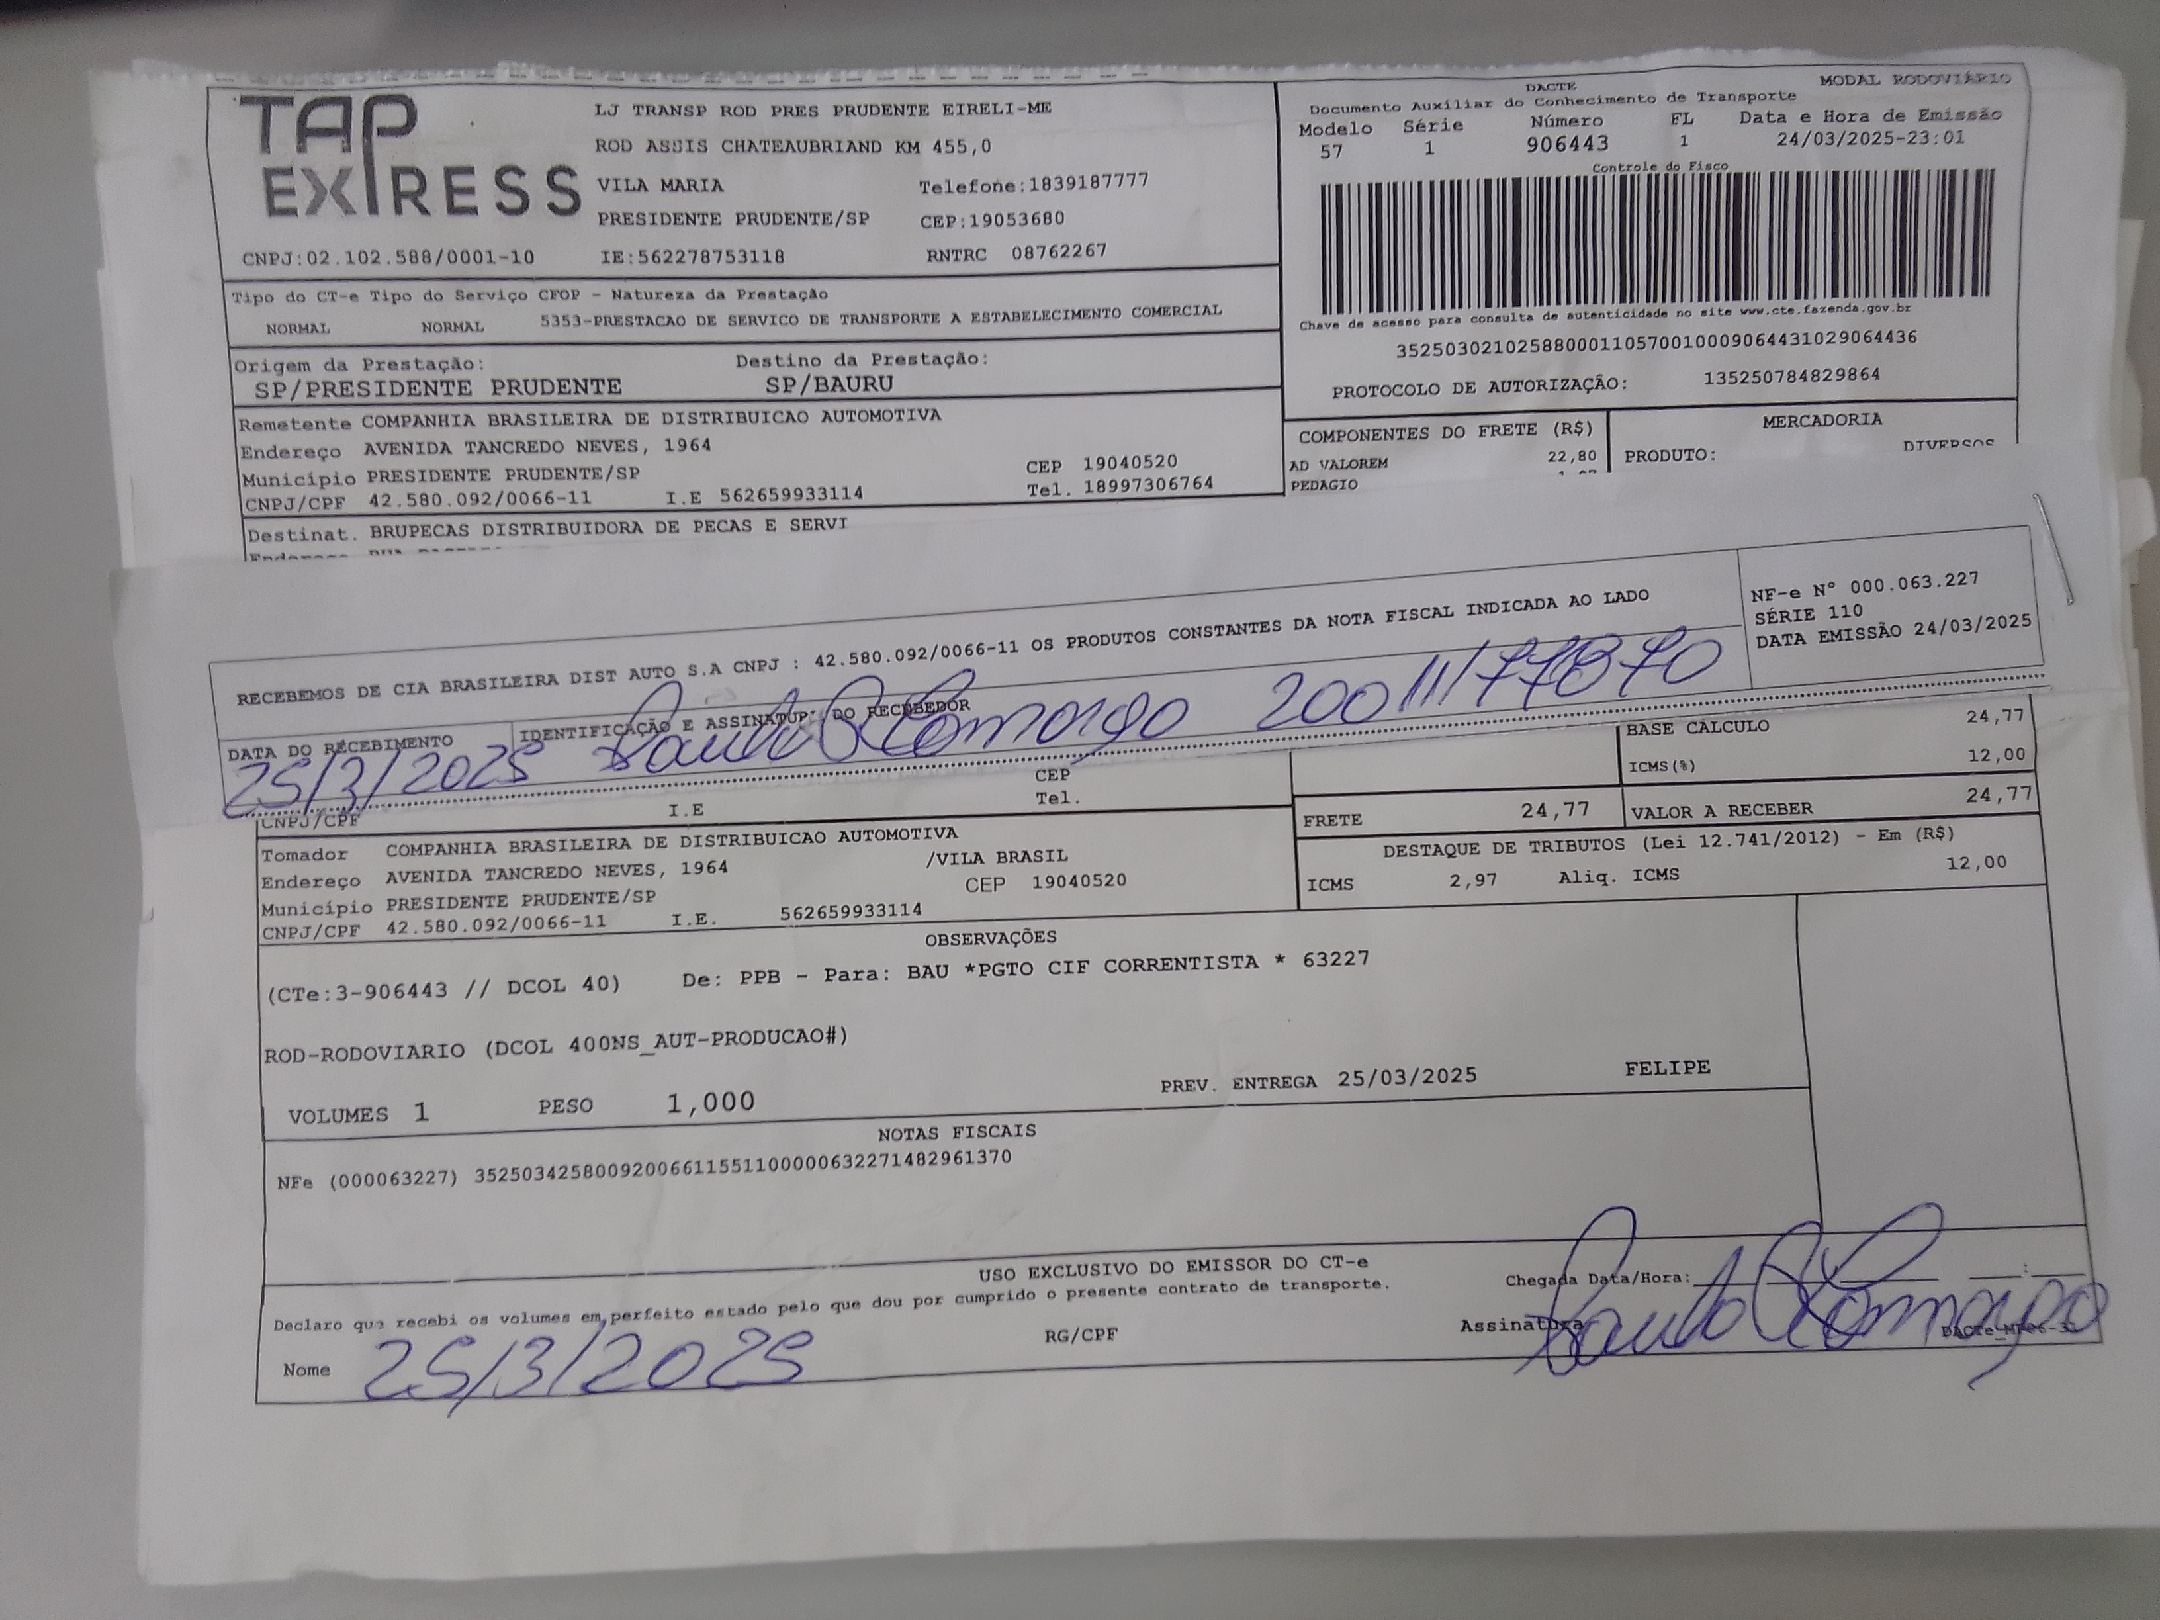 TAP EXPRESS
LJ TRANSP ROD PRES PRUDENTE EIRELI-ME
ROD ASSIS CHATEAUBRIAND KM 455,0
VILA MARIA Telefone:1839187777
PRESIDENTE PRUDENTE/SP CEP:19053680
CNPJ:02.102.588/0001-10 IE:562278753118 RNTRC 08762267
DACTE MODAL RODOVIÁRIO
Documento Auxiliar do Conhecimento de Transporte
Modelo Série Número FL Data e Hora de Emissão
57 1 906443 1 24/03/2025-23:01
Controle do Fisco
Chave de acesso para consulta de autenticidade no site www.cte.fazenda.gov.br
35250302102588000110570010009064431029064436
PROTOCOLO DE AUTORIZAÇÃO: 135250784829864
Tipo do CT-e Tipo do Serviço CFOP - Natureza da Prestação
NORMAL NORMAL 5353-PRESTACAO DE SERVICO DE TRANSPORTE A ESTABELECIMENTO COMERCIAL
Origem da Prestação: Destino da Prestação:
SP/PRESIDENTE PRUDENTE SP/BAURU
Remetente COMPANHIA BRASILEIRA DE DISTRIBUICAO AUTOMOTIVA
Endereço AVENIDA TANCREDO NEVES, 1964
Município PRESIDENTE PRUDENTE/SP CEP 19040520
CNPJ/CPF 42.580.092/0066-11 I.E 562659933114 Tel. 18997306764
COMPONENTES DO FRETE (R$) MERCADORIA
AD VALOREM 22,80 PRODUTO: DIVERSOS
PEDAGIO
Destinat. BRUPECAS DISTRIBUIDORA DE PECAS E SERVI
Endereço
RECEBEMOS DE CIA BRASILEIRA DIST AUTO S.A CNPJ : 42.580.092/0066-11 OS PRODUTOS CONSTANTES DA NOTA FISCAL INDICADA AO LADO
NF-e N° 000.063.227
SÉRIE 110
DATA EMISSÃO 24/03/2025
DATA DO RECEBIMENTO IDENTIFICAÇÃO E ASSINATUR DO RECEBEDOR
25/3/2025 Camargo
CEP
Tel.
CNPJ/CPF I.E
BASE CALCULO 24,77
ICMS(%) 12,00
FRETE 24,77 VALOR A RECEBER 24,77
Tomador COMPANHIA BRASILEIRA DE DISTRIBUICAO AUTOMOTIVA
Endereço AVENIDA TANCREDO NEVES, 1964 /VILA BRASIL
Município PRESIDENTE PRUDENTE/SP CEP 19040520
CNPJ/CPF 42.580.092/0066-11 I.E. 562659933114
DESTAQUE DE TRIBUTOS (Lei 12.741/2012) - Em (R$)
ICMS 2,97 Aliq. ICMS 12,00
OBSERVAÇÕES
(CTe:3-906443 // DCOL 40) De: PPB - Para: BAU *PGTO CIF CORRENTISTA * 63227
ROD-RODOVIARIO (DCOL 400NS_AUT-PRODUCAO#)
VOLUMES 1 PESO 1,000 PREV. ENTREGA 25/03/2025 FELIPE
NOTAS FISCAIS
NFe (000063227) 35250342580092006611551100000632271482961370
USO EXCLUSIVO DO EMISSOR DO CT-e
Declaro que recebi os volumes em perfeito estado pelo que dou por cumprido o presente contrato de transporte.
Chegada Data/Hora: :
Nome 25/3/2025 RG/CPF Assinatura Camargo